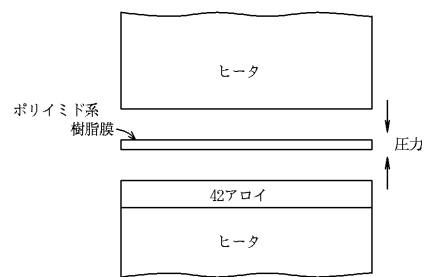 ヒータ
ポリイミド系
樹脂膜
圧力
42アロイ
ヒータ